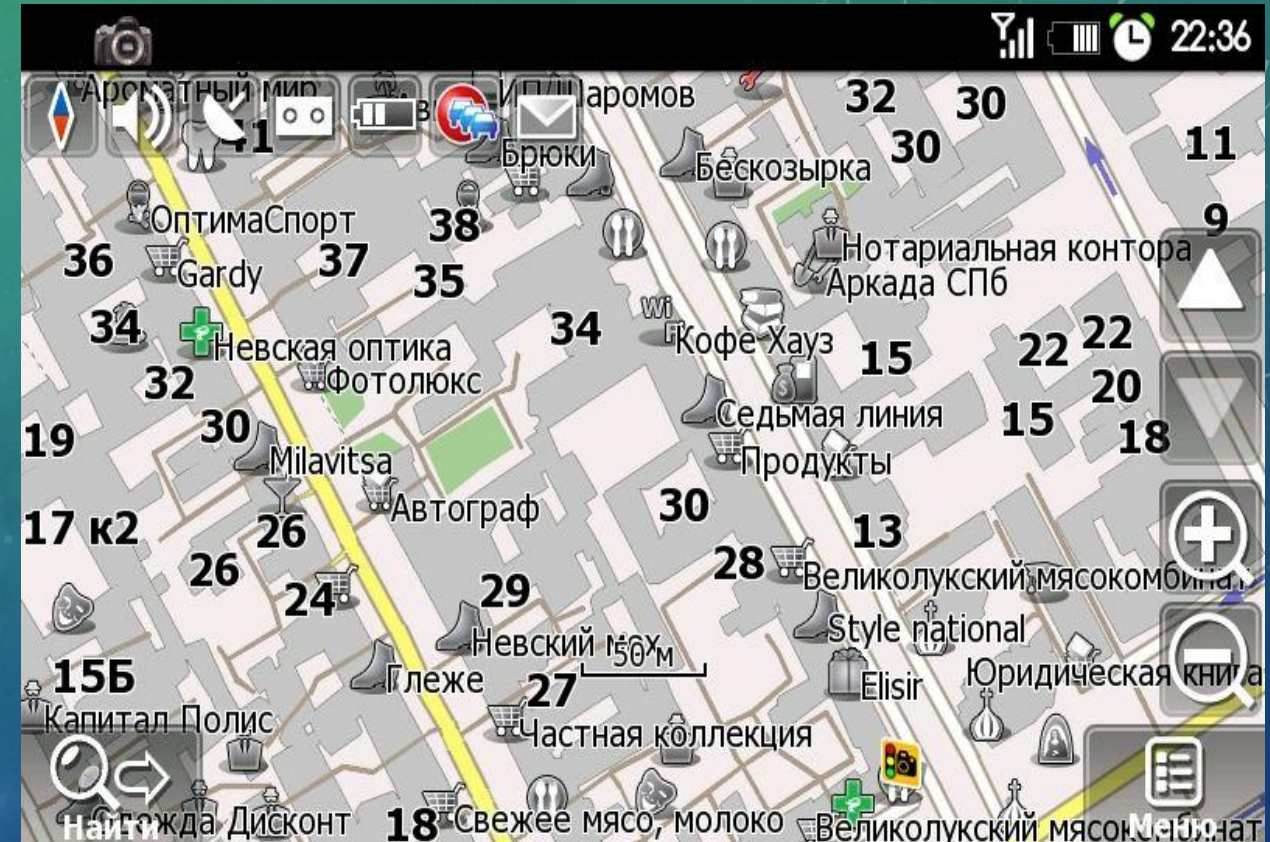 22:36
Ароматный мир
41
Шаромов
32
30
30
11
Брюки
Бескозырка
9
ОптимаСпорт
38
Нотариальная контора
36
Gardy
37
35
Аркада СПб
34
34
Wi
Кофе Хауз
22
22
Невская оптика
15
32
Фотолюкс
20
Седьмая линия
15
18
19
30
Milavitsa
Продукты
Автограф
30
17 к2
26
13
26
28
Великолукский мясокомбинат
24
29
Style national
Невский мех
50 м
15Б
Глеже
27
Elisir
Юридическая книга
Капитал Полис
Частная коллекция
Найти
Одежда Дисконт
18
Свежее мясо, молоко
Великолукский мясокомбинат
Меню